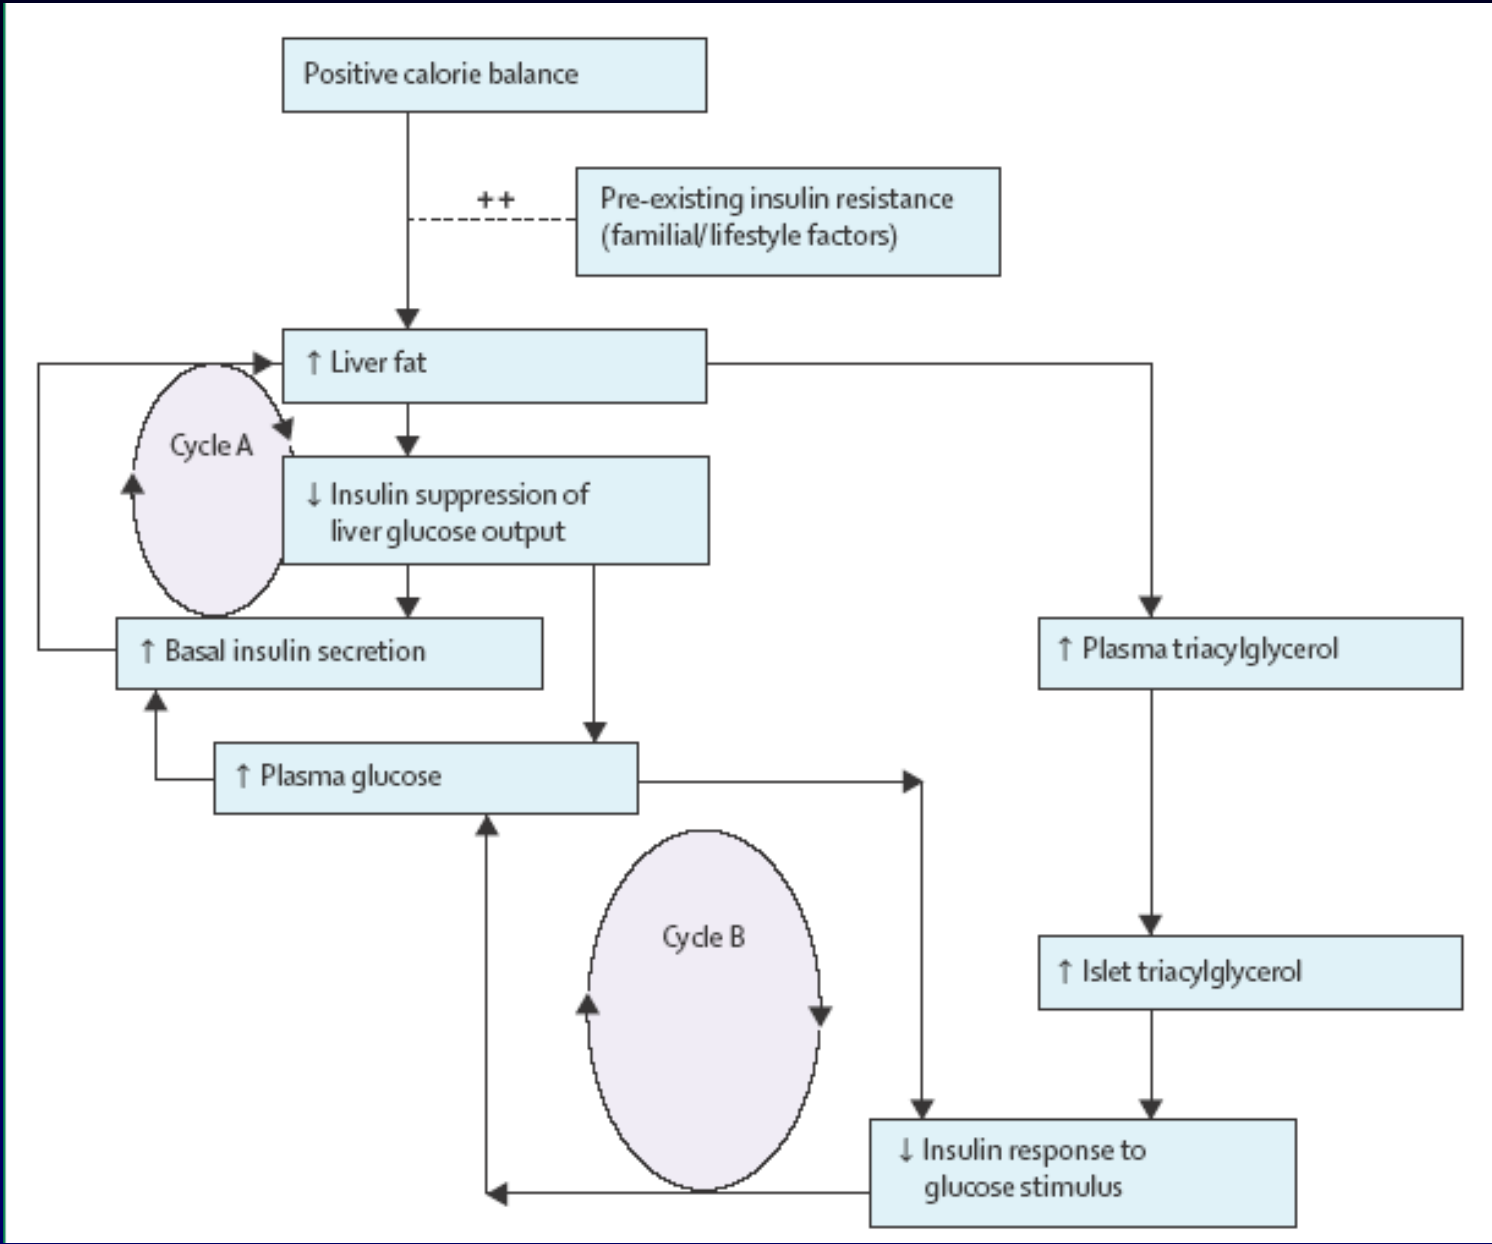 Positive calorie balance
++
Pre-existing insulin resistance
(familial/lifestyle factors)
↑ Liver fat
Cycle A
↓ Insulin suppression of
liver glucose output
↑ Basal insulin secretion
↑ Plasma triacylglycerol
↑ Plasma glucose
Cycle B
↑ Islet triacylglycerol
↓ Insulin response to
glucose stimulus